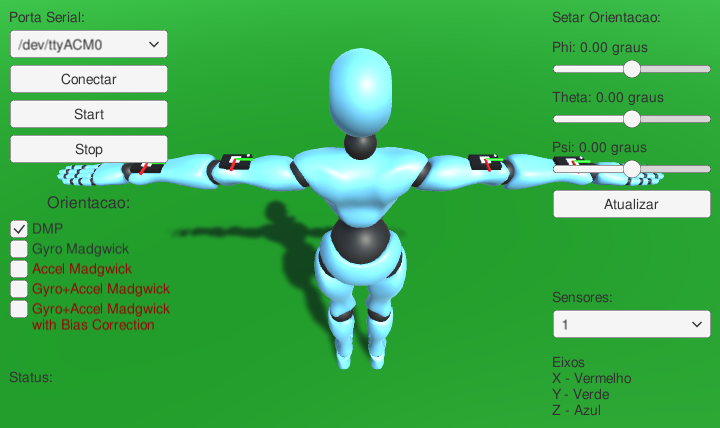 Porta Serial:
/dev/ttyACM0
Conectar
Start
Stop
Orientacao:
DMP
Gyro Madgwick
Accel Madgwick
Gyro+Accel Madgwick
Gyro+Accel Madgwick
with Bias Correction
Status:
Setar Orientacao:
Phi: 0.00 graus
Theta: 0.00 graus
Psi: 0.00 graus
Atualizar
Sensores:
1
Eixos
X - Vermelho
Y - Verde
Z - Azul